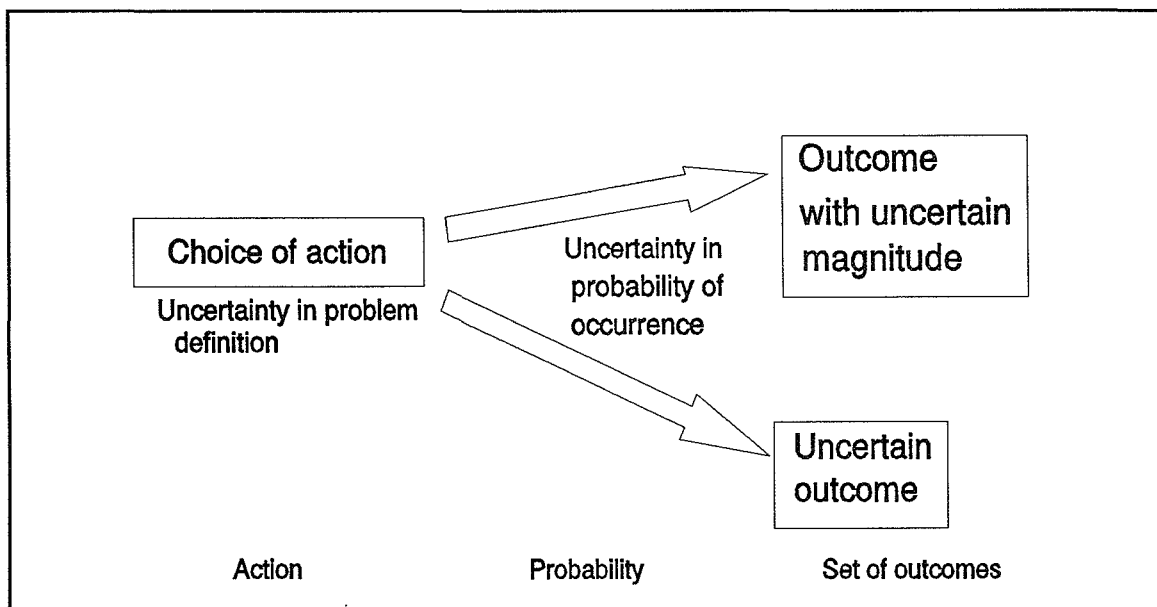 Choice of action
Uncertainty in problem
definition
Uncertainty in
probability of
occurrence
Outcome
with uncertain
magnitude
Uncertain
outcome
Action
Probability
Set of outcomes